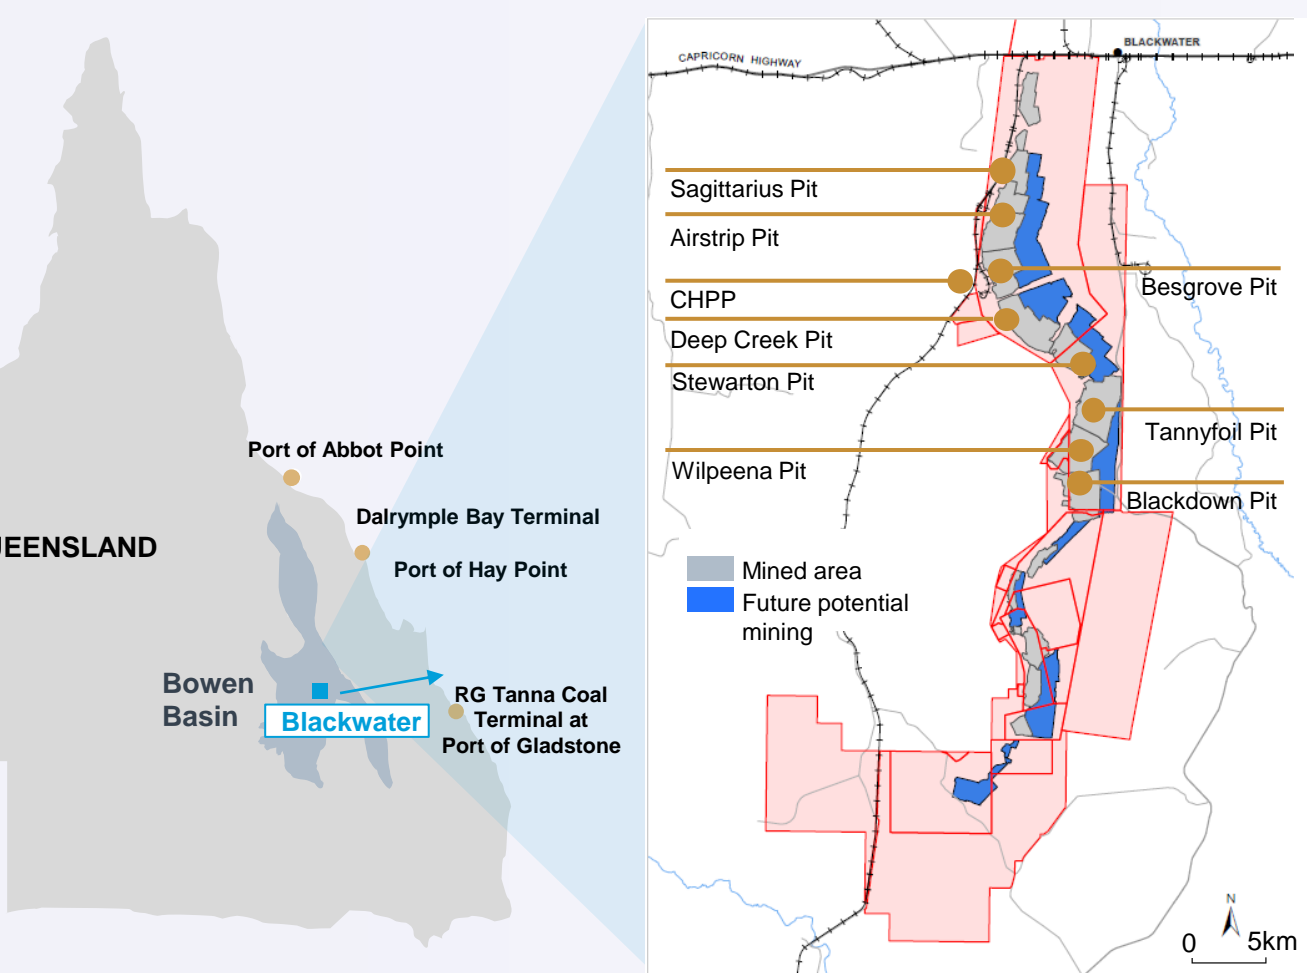 Port of Abbot Point
Dalrymple Bay Terminal
UEENSLAND
Port of Hay Point
Bowen
Basin
Blackwater
RG Tanna Coal
Terminal at
Port of Gladstone
BLACKWATER
CAPRICORN HIGHWAY
Sagittarius Pit
Airstrip Pit
Besgrove Pit
CHPP
Deep Creek Pit
Stewarton Pit
Tannyfoil Pit
Wilpeena Pit
Blackdown Pit
Mined area
Future potential
mining
N
0 5km